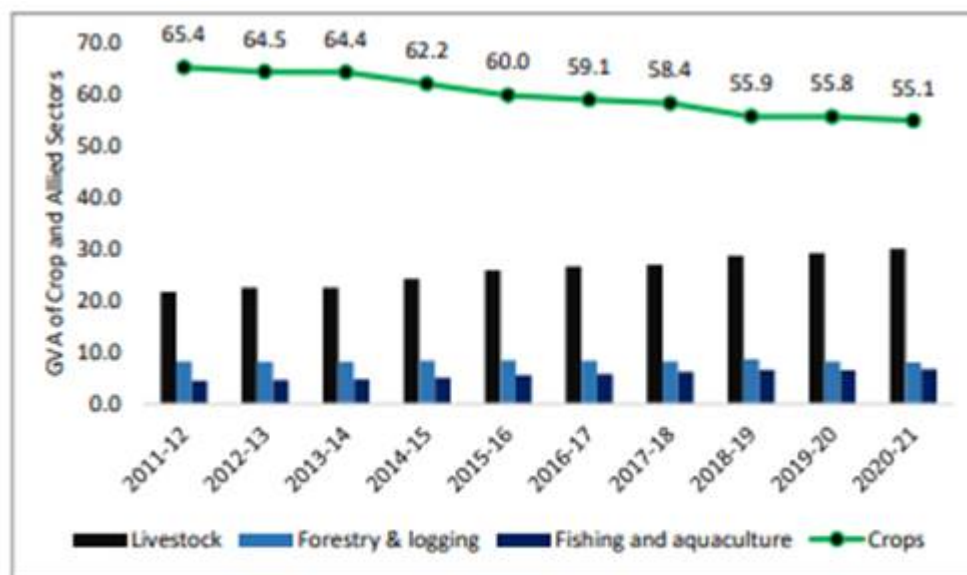 GVA of Crop and Allied Sectors
70.0
60.0
50.0
40.0
30.0
20.0
10.0
0.0
65.4 64.5 64.4 62.2 60.0 59.1 58.4 55.9 55.8 55.1
2011-12 2012-13 2013-14 2014-15 2015-16 2016-17 2017-18 2018-19 2019-20 2020-21
Livestock Forestry & logging Fishing and aquaculture Crops